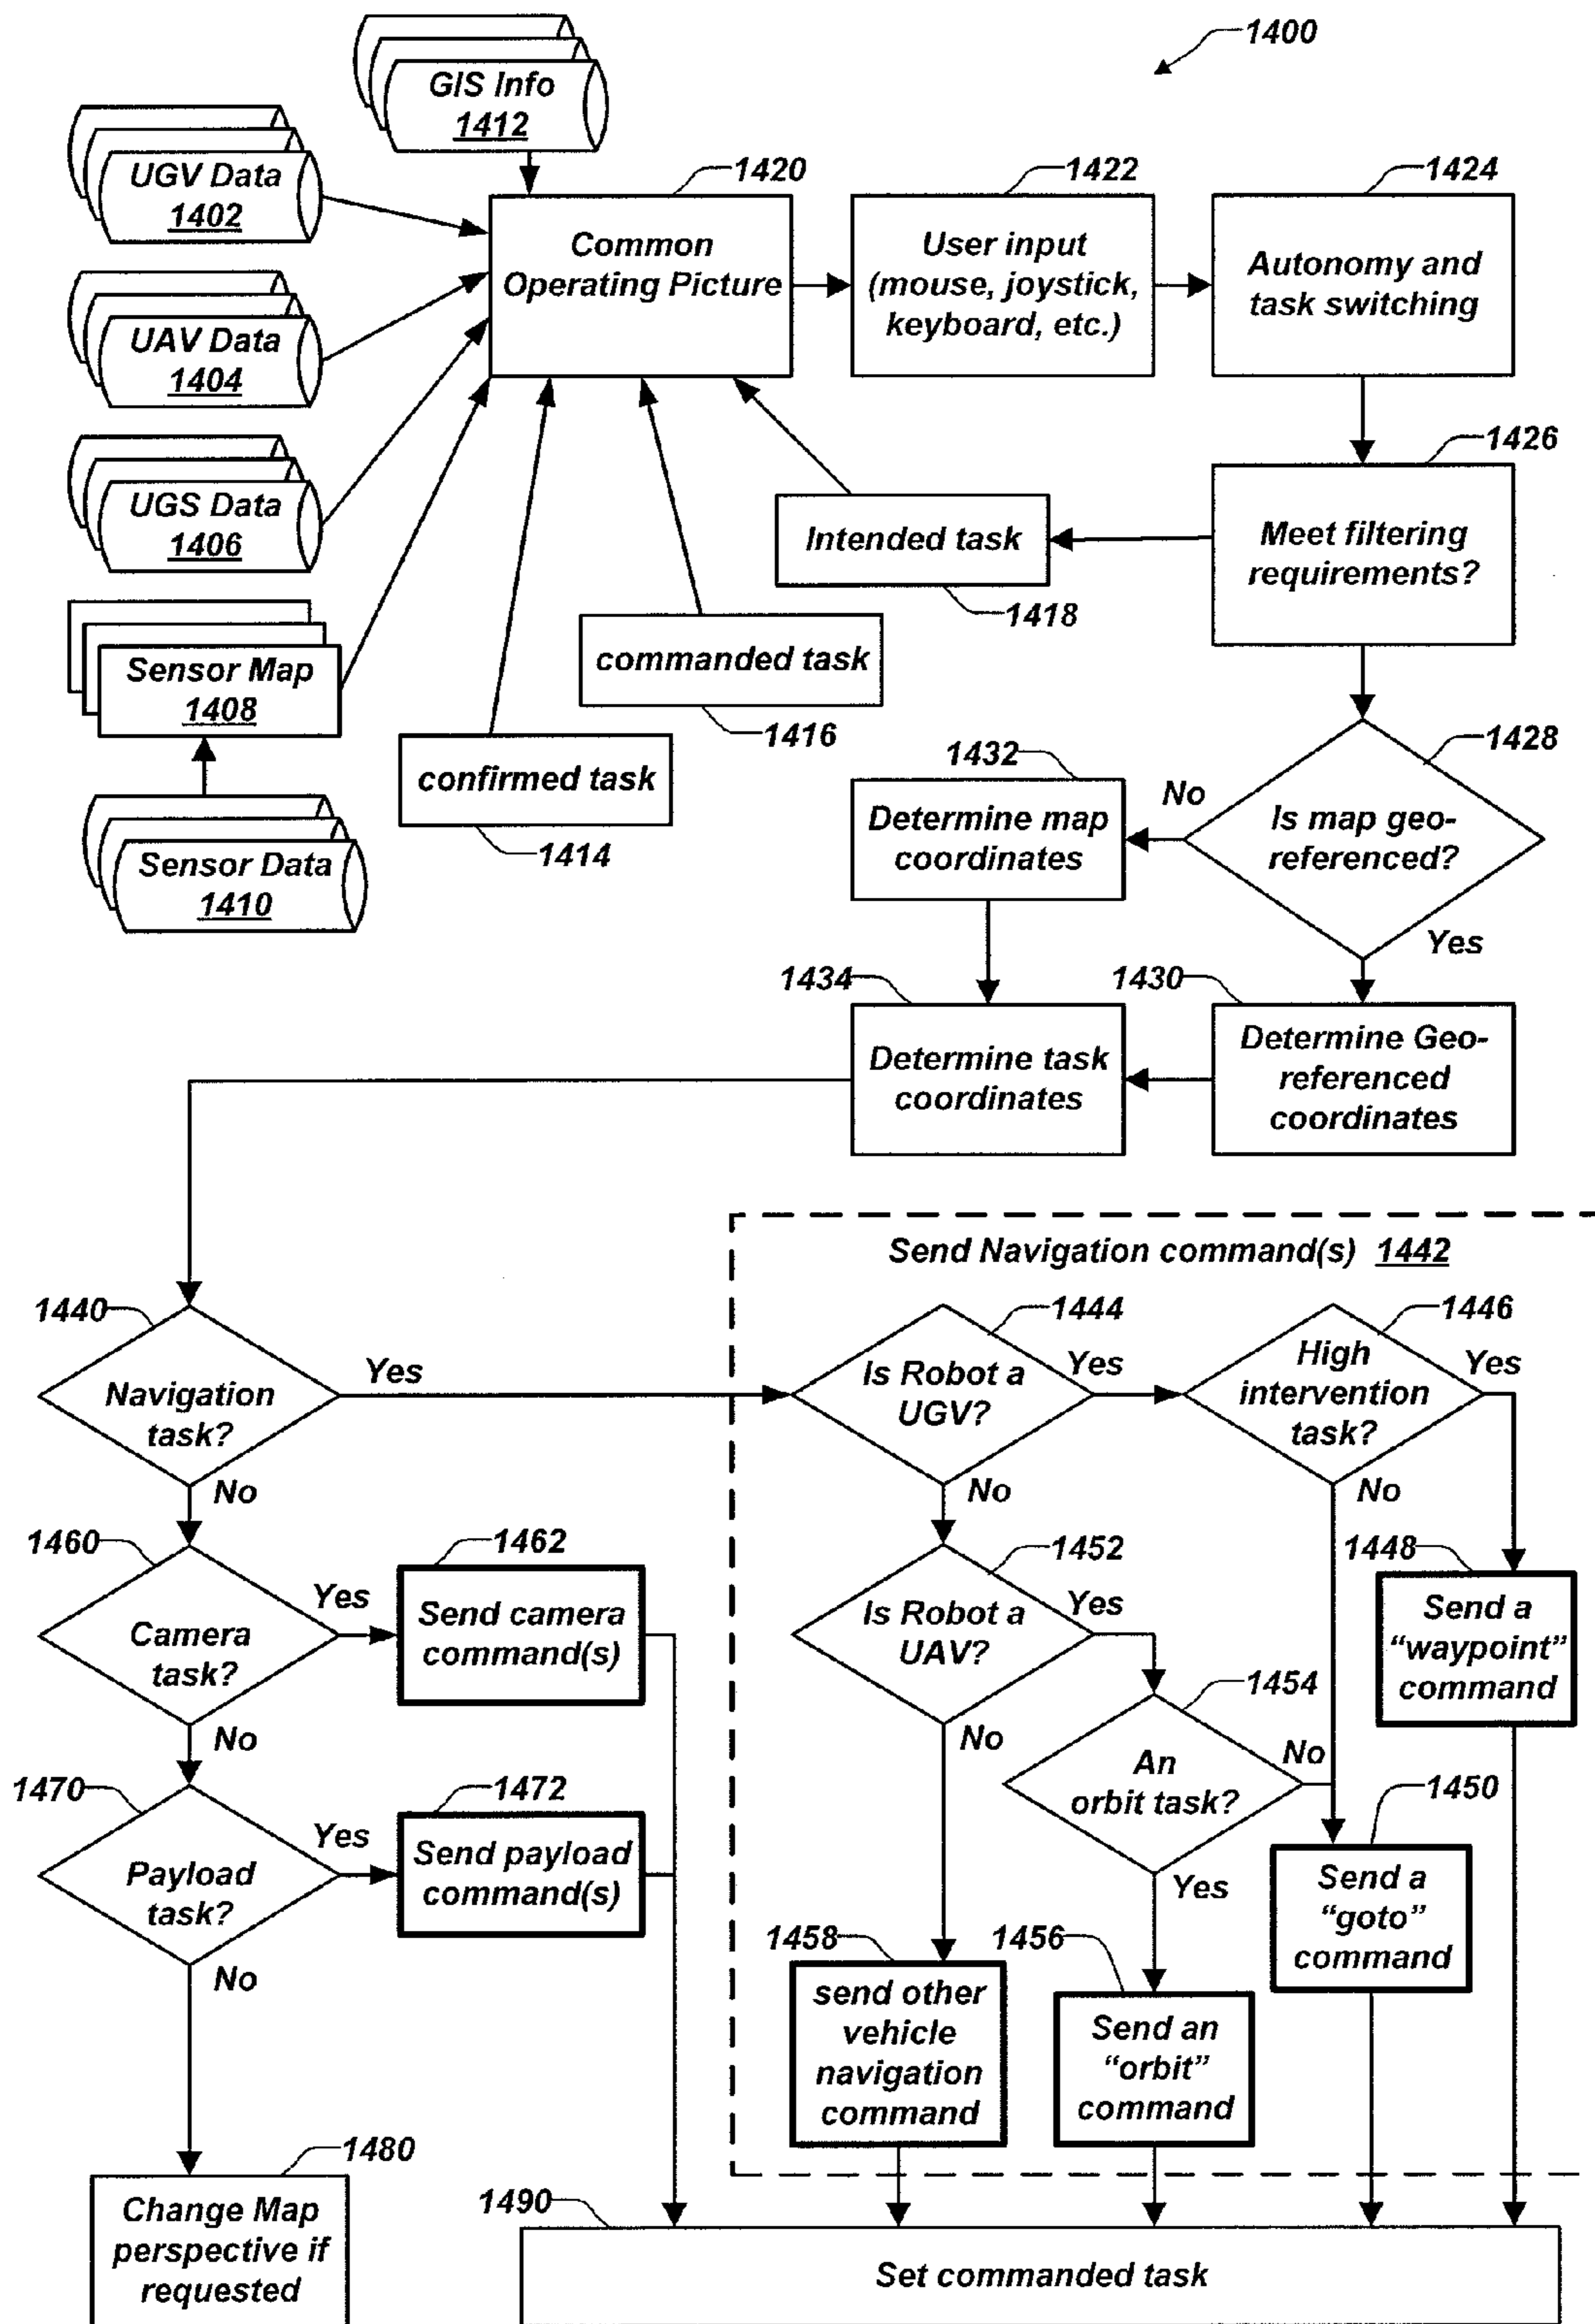 1400
GIS Info
1412
UGV Data
1402
1420
1422
1424
Common
Operating Picture
User input
(mouse, joystick,
keyboard, etc.)
Autonomy and
task switching
UAV Data
1404
1426
UGS Data
1406
Intended task
1418
Meet filtering
requirements?
Sensor Map
1408
commanded task
1416
confirmed task
1414
1428
1432
No
Is map geo-
referenced?
Yes
Determine map
coordinates
Sensor Data
1410
1434
1430
Determine task
coordinates
Determine Geo-
referenced
coordinates
Send Navigation command(s) 1442
1440
Navigation
task?
Yes
No
1444
Is Robot a
UGV?
Yes
No
1446
High
intervention
task?
Yes
No
1448
Send a
“waypoint”
command
1460
Camera
task?
Yes
No
1462
Send camera
command(s)
1452
Is Robot a
UAV?
Yes
No
1454
An
orbit task?
No
Yes
1450
Send a
“goto”
command
1470
Payload
task?
Yes
No
1472
Send payload
command(s)
1458
send other
vehicle
navigation
command
1456
Send an
“orbit”
command
1480
Change Map
perspective if
requested
1490
Set commanded task